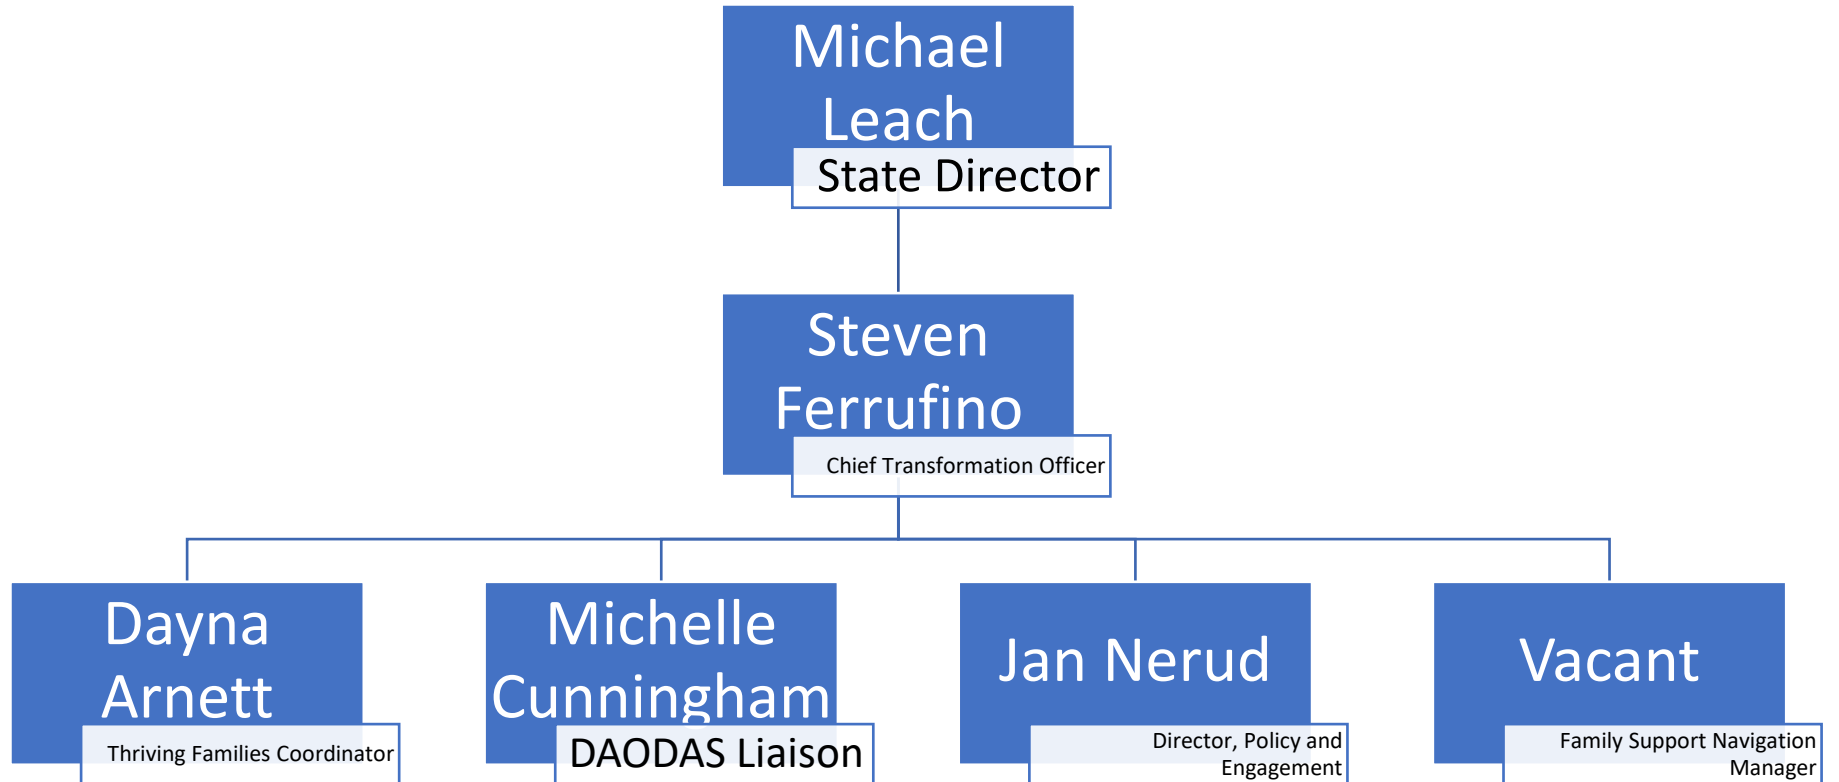 Michael
Leach
State Director
Steven
Ferrufino
Chief Transformation Officer
Dayna
Arnett
Thriving Families Coordinator
Michelle
Cunningham
DAODAS Liaison
Jan Nerud
Director, Policy and
Engagement
Vacant
Family Support Navigation
Manager